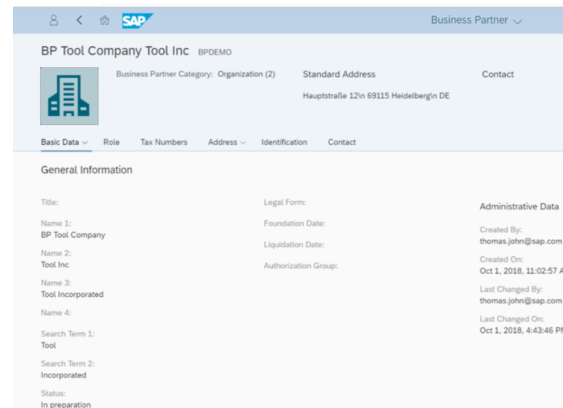 SAP
Business Partner
BP Tool Company Tool Inc BPDEMO
Business Partner Category: Organization (2)
Standard Address
Hauptstraße 12\n 69115 Heidelberg\n DE
Contact
Basic Data Role Tax Numbers Address Identification Contact
General Information
Title:
Name 1:
BP Tool Company
Name 2:
Tool Inc
Name 3:
Tool Incorporated
Name 4:
Search Term 1:
Tool
Search Term 2:
Incorporated
Status:
In preparation
Legal Form:
Foundation Date:
Liquidation Date:
Authorization Group:
Administrative Data
Created By:
thomas.john@sap.com
Created On:
Oct 1, 2018, 11:02:57 A
Last Changed By:
thomas.john@sap.com
Last Changed On:
Oct 1, 2018, 4:43:46 PM